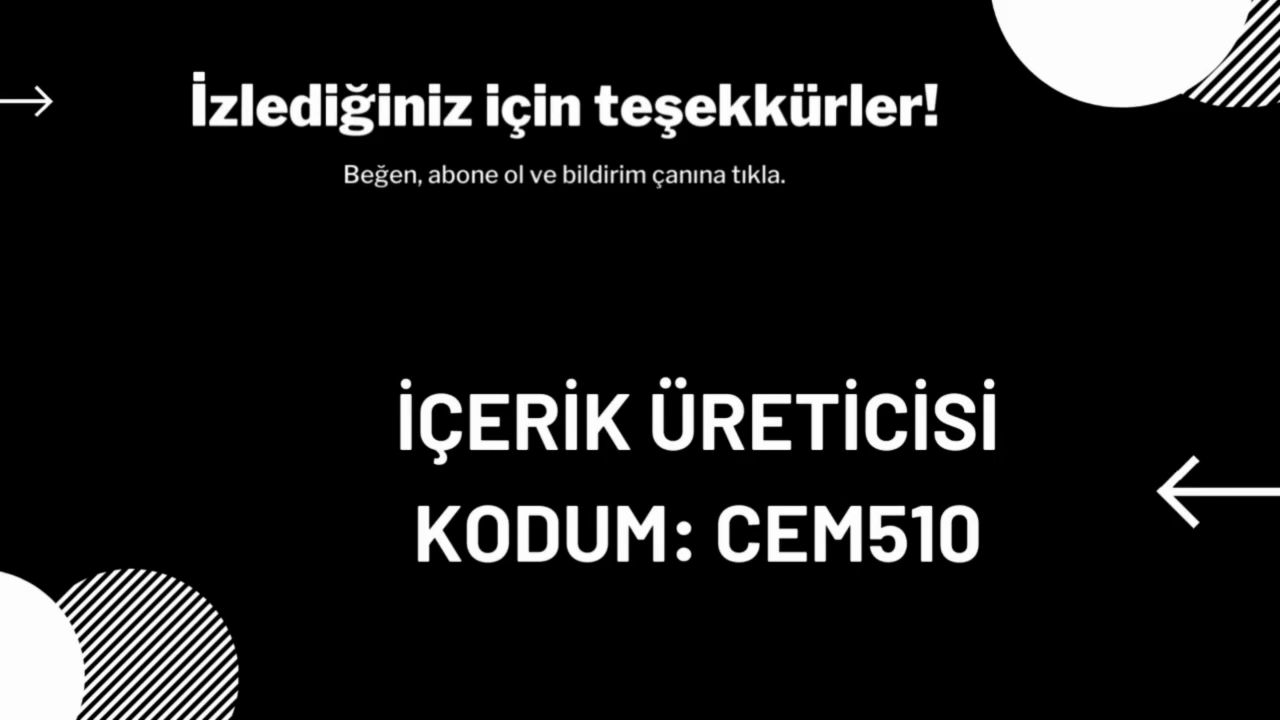 İzlediğiniz için teşekkürler!
Beğen, abone ol ve bildirim çanına tıkla.
İÇERİK ÜRETİCİSİ
KODUM: CEM510